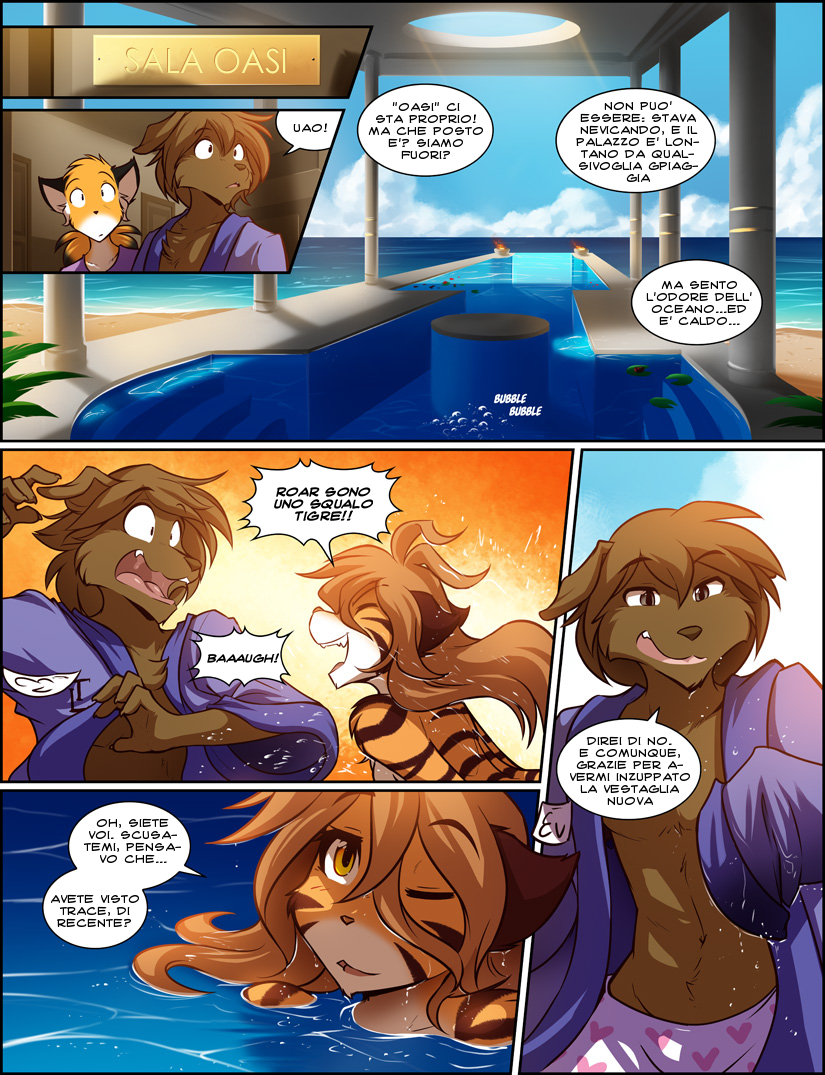 SALA OASI
UAO!
"OASI" CI
STA PROPRIO!
MA CHE POSTO
E'? SIAMO
FUORI?
NON PUO'
ESSERE: STAVA
NEVICANDO, E IL
PALAZZO E' LON-
TANO DA QUAL-
SIVOGLIA GPIAG-
GIA
MA SENTO
L'ODORE DELL'
OCEANO...ED
E' CALDO...
BUBBLE
BUBBLE
ROAR SONO
UNO SQUALO
TIGRE!!
BAAAUGH!
DIREI DI NO.
E COMUNQUE,
GRAZIE PER A-
VERMI INZUPPATO
LA VESTAGLIA
NUOVA
OH, SIETE
VOI. SCUSA-
TEMI, PENSA-
VO CHE...
AVETE VISTO
TRACE, DI
RECENTE?